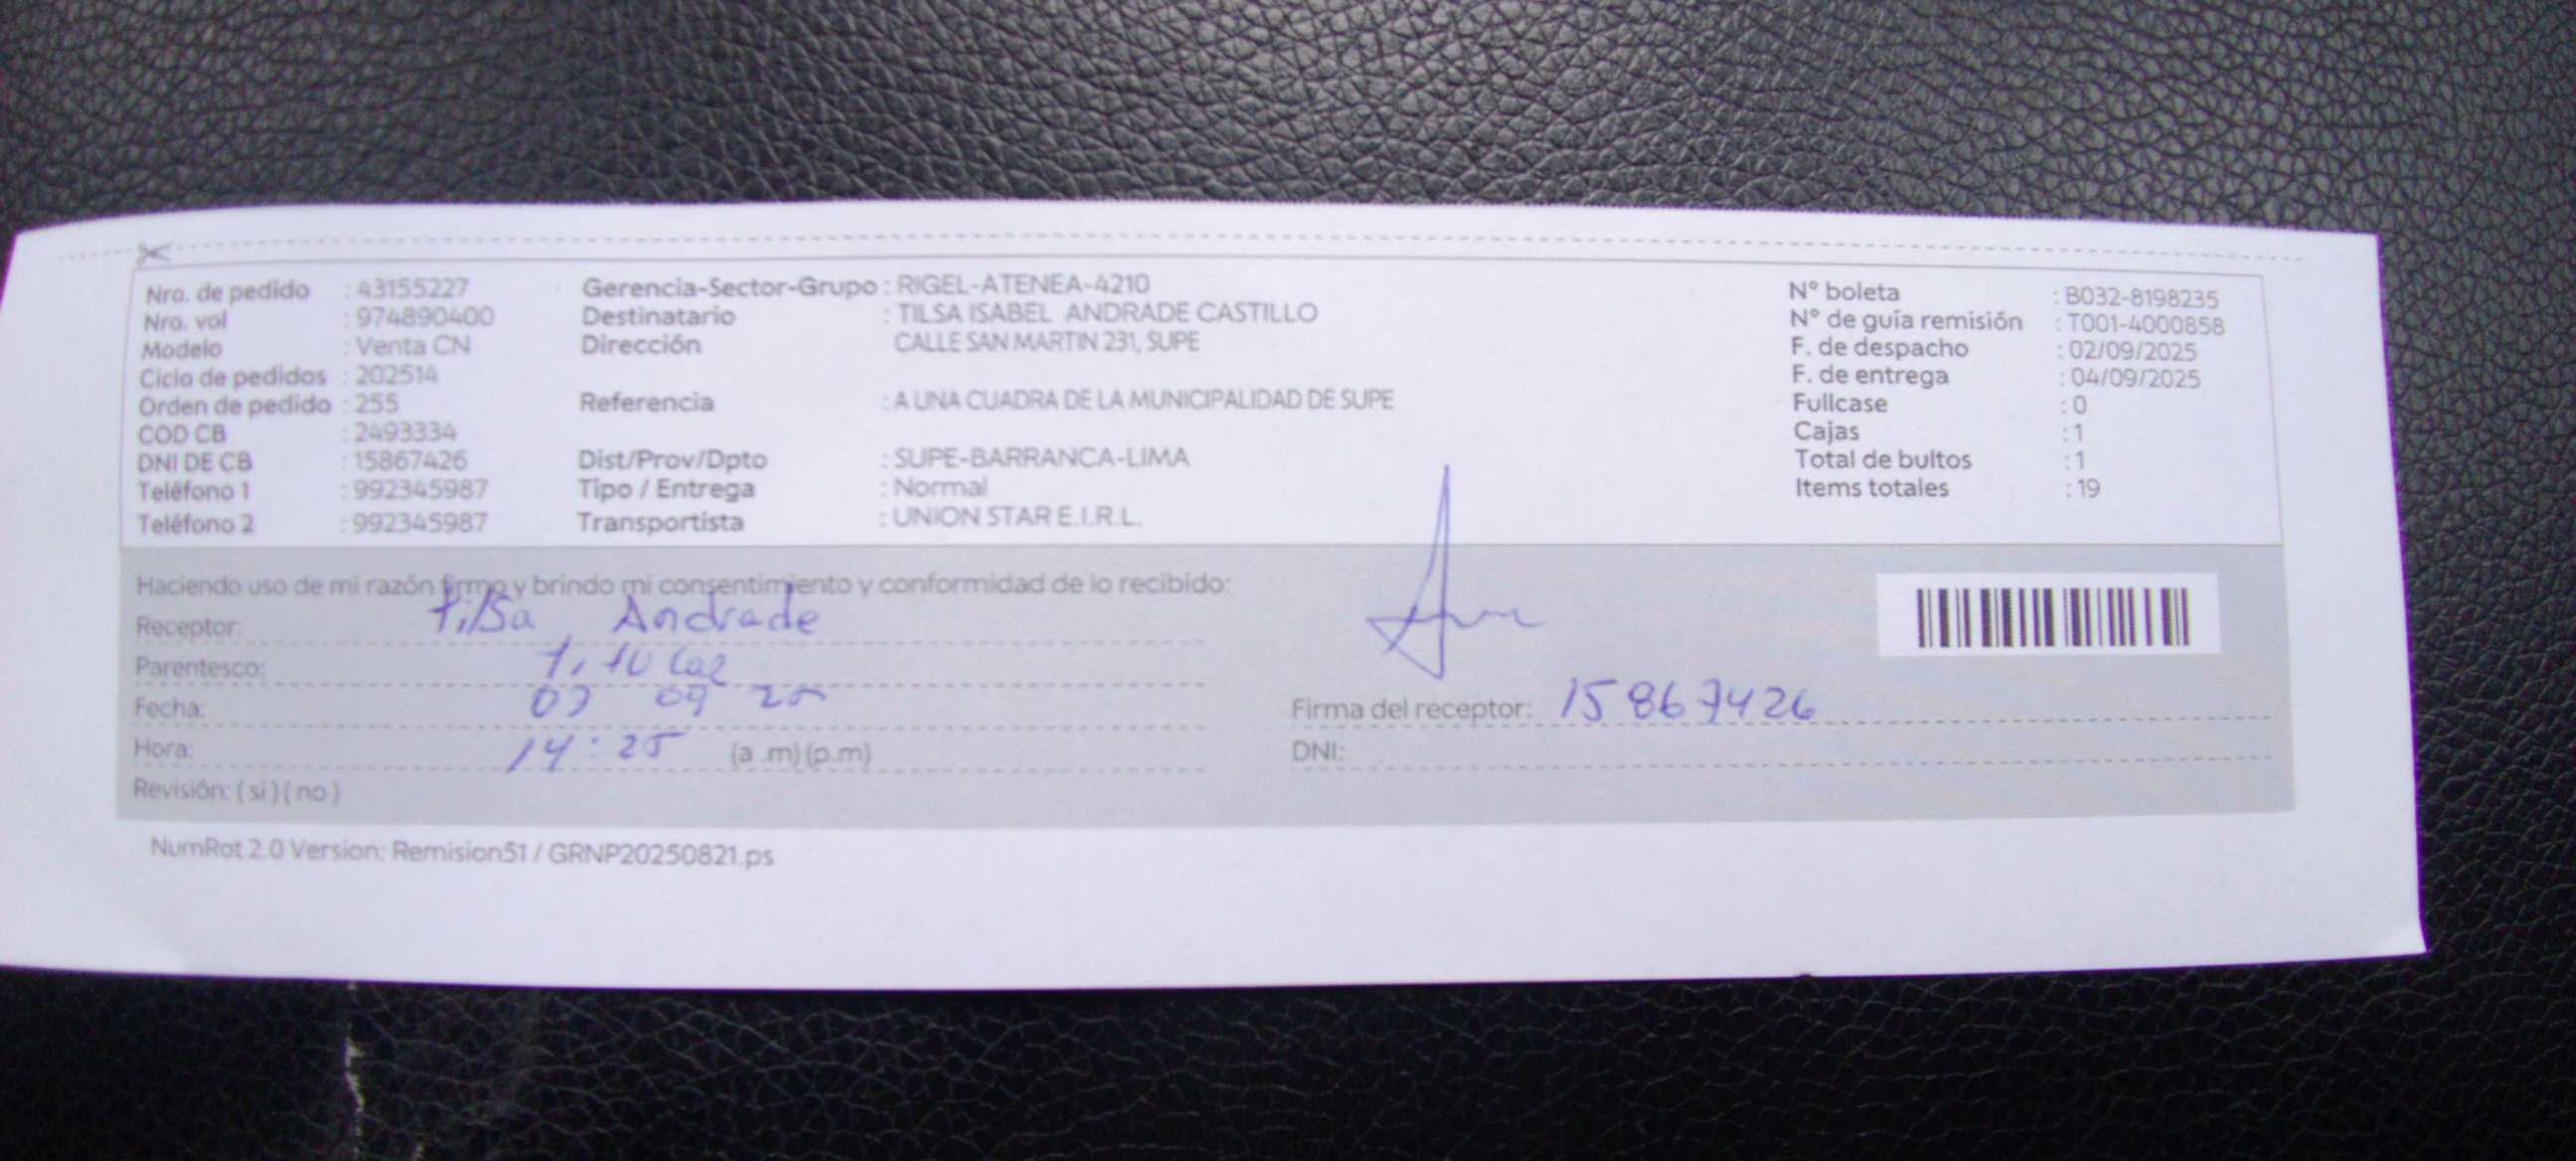 Nro. de pedido : 43155227 Gerencia-Sector-Grupo : RIGEL-ATENEA-4210 N° boleta : B032-8198235
Nro. vol : 974890400 Destinatario : TILSA ISABEL ANDRADE CASTILLO N° de guía remisión : T001-4000858
Modelo : Venta CN Dirección CALLE SAN MARTIN 231, SUPE F. de despacho : 02/09/2025
Ciclo de pedidos : 202514 F. de entrega : 04/09/2025
Orden de pedido : 255 Referencia : A UNA CUADRA DE LA MUNICIPALIDAD DE SUPE Fullcase : 0
COD CB : 2493334 Cajas : 1
DNI DE CB : 15867426 Dist/Prov/Dpto : SUPE-BARRANCA-LIMA Total de bultos : 1
Teléfono 1 : 992345987 Tipo / Entrega : Normal Items totales : 19
Teléfono 2 : 992345987 Transportista : UNION STAR E.I.R.L.
Haciendo uso de mi razón firmo y brindo mi consentimiento y conformidad de lo recibido:
Receptor: tilsa Andrade
Parentesco: titular
Fecha: 03 09 25 Firma del receptor: 15867426
Hora: 14:25 (a .m) (p.m) DNI:
Revisión: ( si ) ( no )
NumRot 2.0 Version: Remision51 / GRNP20250821.ps